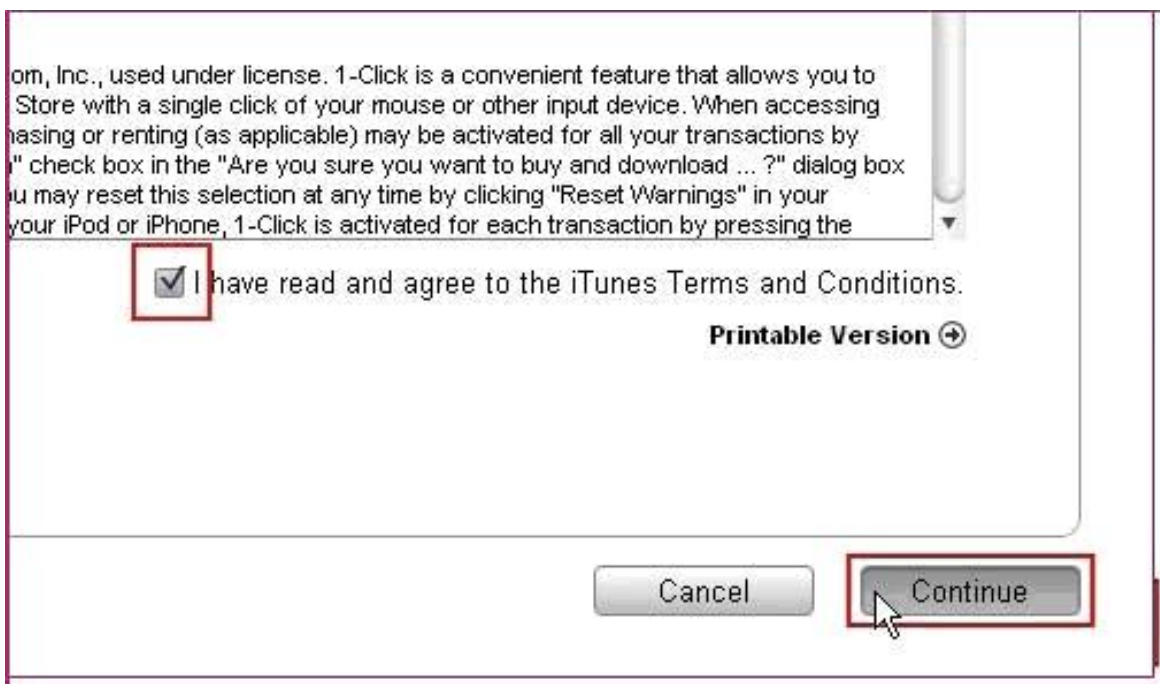 om, Inc., used under license. 1-Click is a convenient feature that allows you to
Store with a single click of your mouse or other input device. When accessing
hasing or renting (as applicable) may be activated for all your transactions by
" check box in the "Are you sure you want to buy and download ... ?" dialog box
u may reset this selection at any time by clicking "Reset Warnings" in your
your iPod or iPhone, 1-Click is activated for each transaction by pressing the
I have read and agree to the iTunes Terms and Conditions.
Printable Version
Cancel
Continue